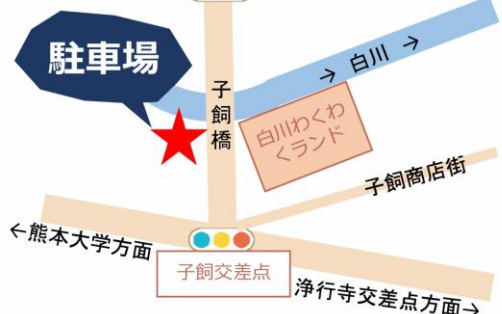 駐車場
→ 白川 →
子飼橋
白川わくわ
くランド
子飼商店街
←熊本大学方面
子飼交差点
浄行寺交差点方面→